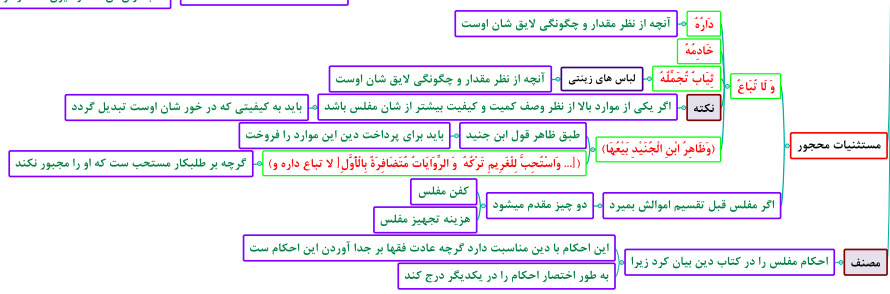 مستثنیات محجور
وَ لَا تُبَاعُ
دَارُهُ
آنچه از نظر مقدار و چگونگی لایق شان اوست
خَادِمُهُ
ثِيَابُ تَجَمُّلُهُ
لباس های زینتی
آنچه از نظر مقدار و چگونگی لایق شان اوست
نکته
اگر یکی از موارد بالا از نظر وصف کمیت و کیفیت بیشتر از شان مفلس باشد
باید به کیفیتی که در خور شان اوست تبدیل گردد
(وَظَاهِرُ ابْنِ الْجُنَيْدِ بَيْعُهَا)
طبق ظاهر قول ابن جنید
باید برای پرداخت دین این موارد را فروخت
(... وَاسْتُحِبَّ لِلْغَرِيمِ تَرْكُهُ وَ الرِّوَايَاتُ مُتَضَافِرَةٌ بِالْأَوَّلِ[ لا تباع داره و)
گرچه بر طلبکار مستحب ست که او را مجبور نکند
اگر مفلس قبل تقسیم اموالش بمیرد
دو چیز مقدم میشود
کفن مفلس
هزینه تجهیز مفلس
مصنف
احکام مفلس را در کتاب دین بیان کرد زیرا
این احکام با دین مناسبت دارد گرچه عادت فقها بر جدا آوردن این احکام ست
به طور اختصار احکام را در یکدیگر درج کند